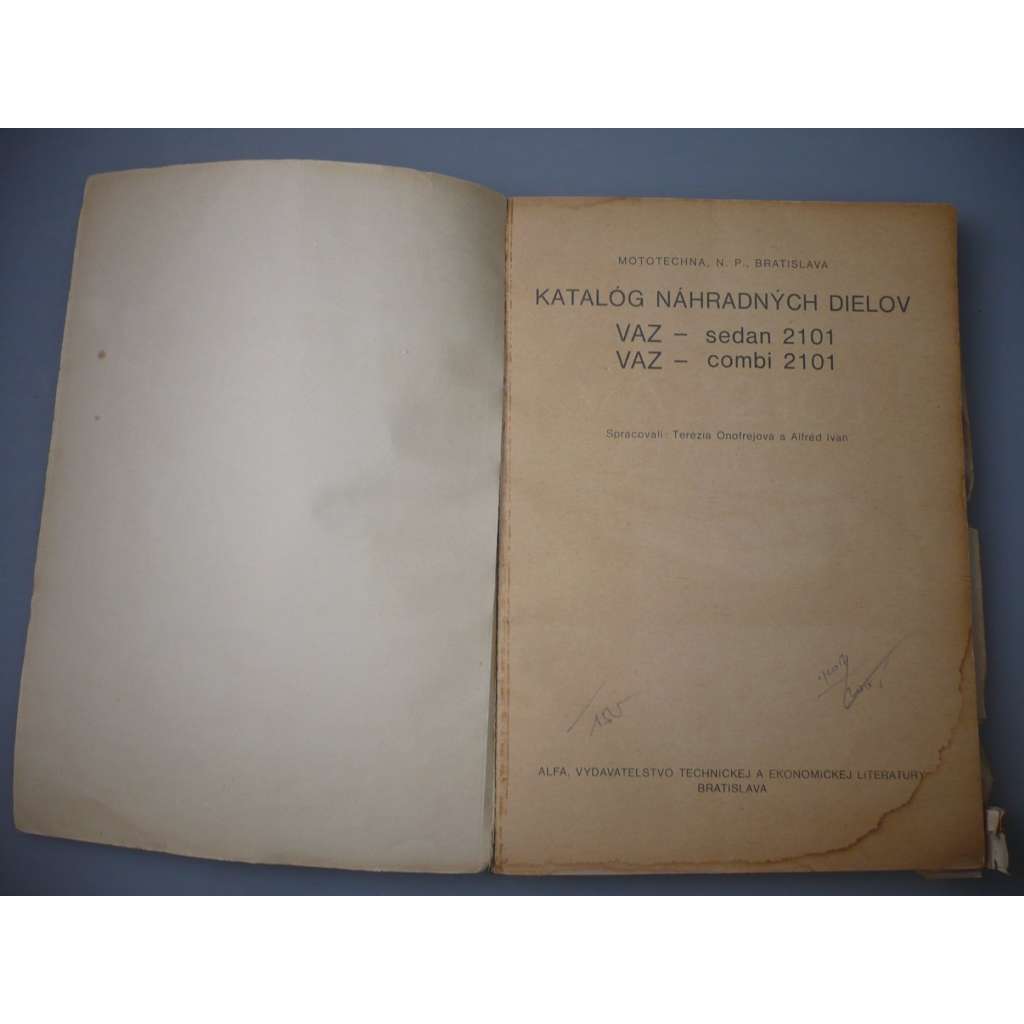 MOTOTECHNA, N. P., BRATISLAVA
KATALÓG NÁHRADNÝCH DIELOV
VAZ – sedan 2101
VAZ – combi 2101
Spracovali: Terézia Onofrejová a Alfréd Ivan
ALFA, VYDAVATEĽSTVO TECHNICKEJ A EKONOMICKEJ LITERATÚRY
BRATISLAVA